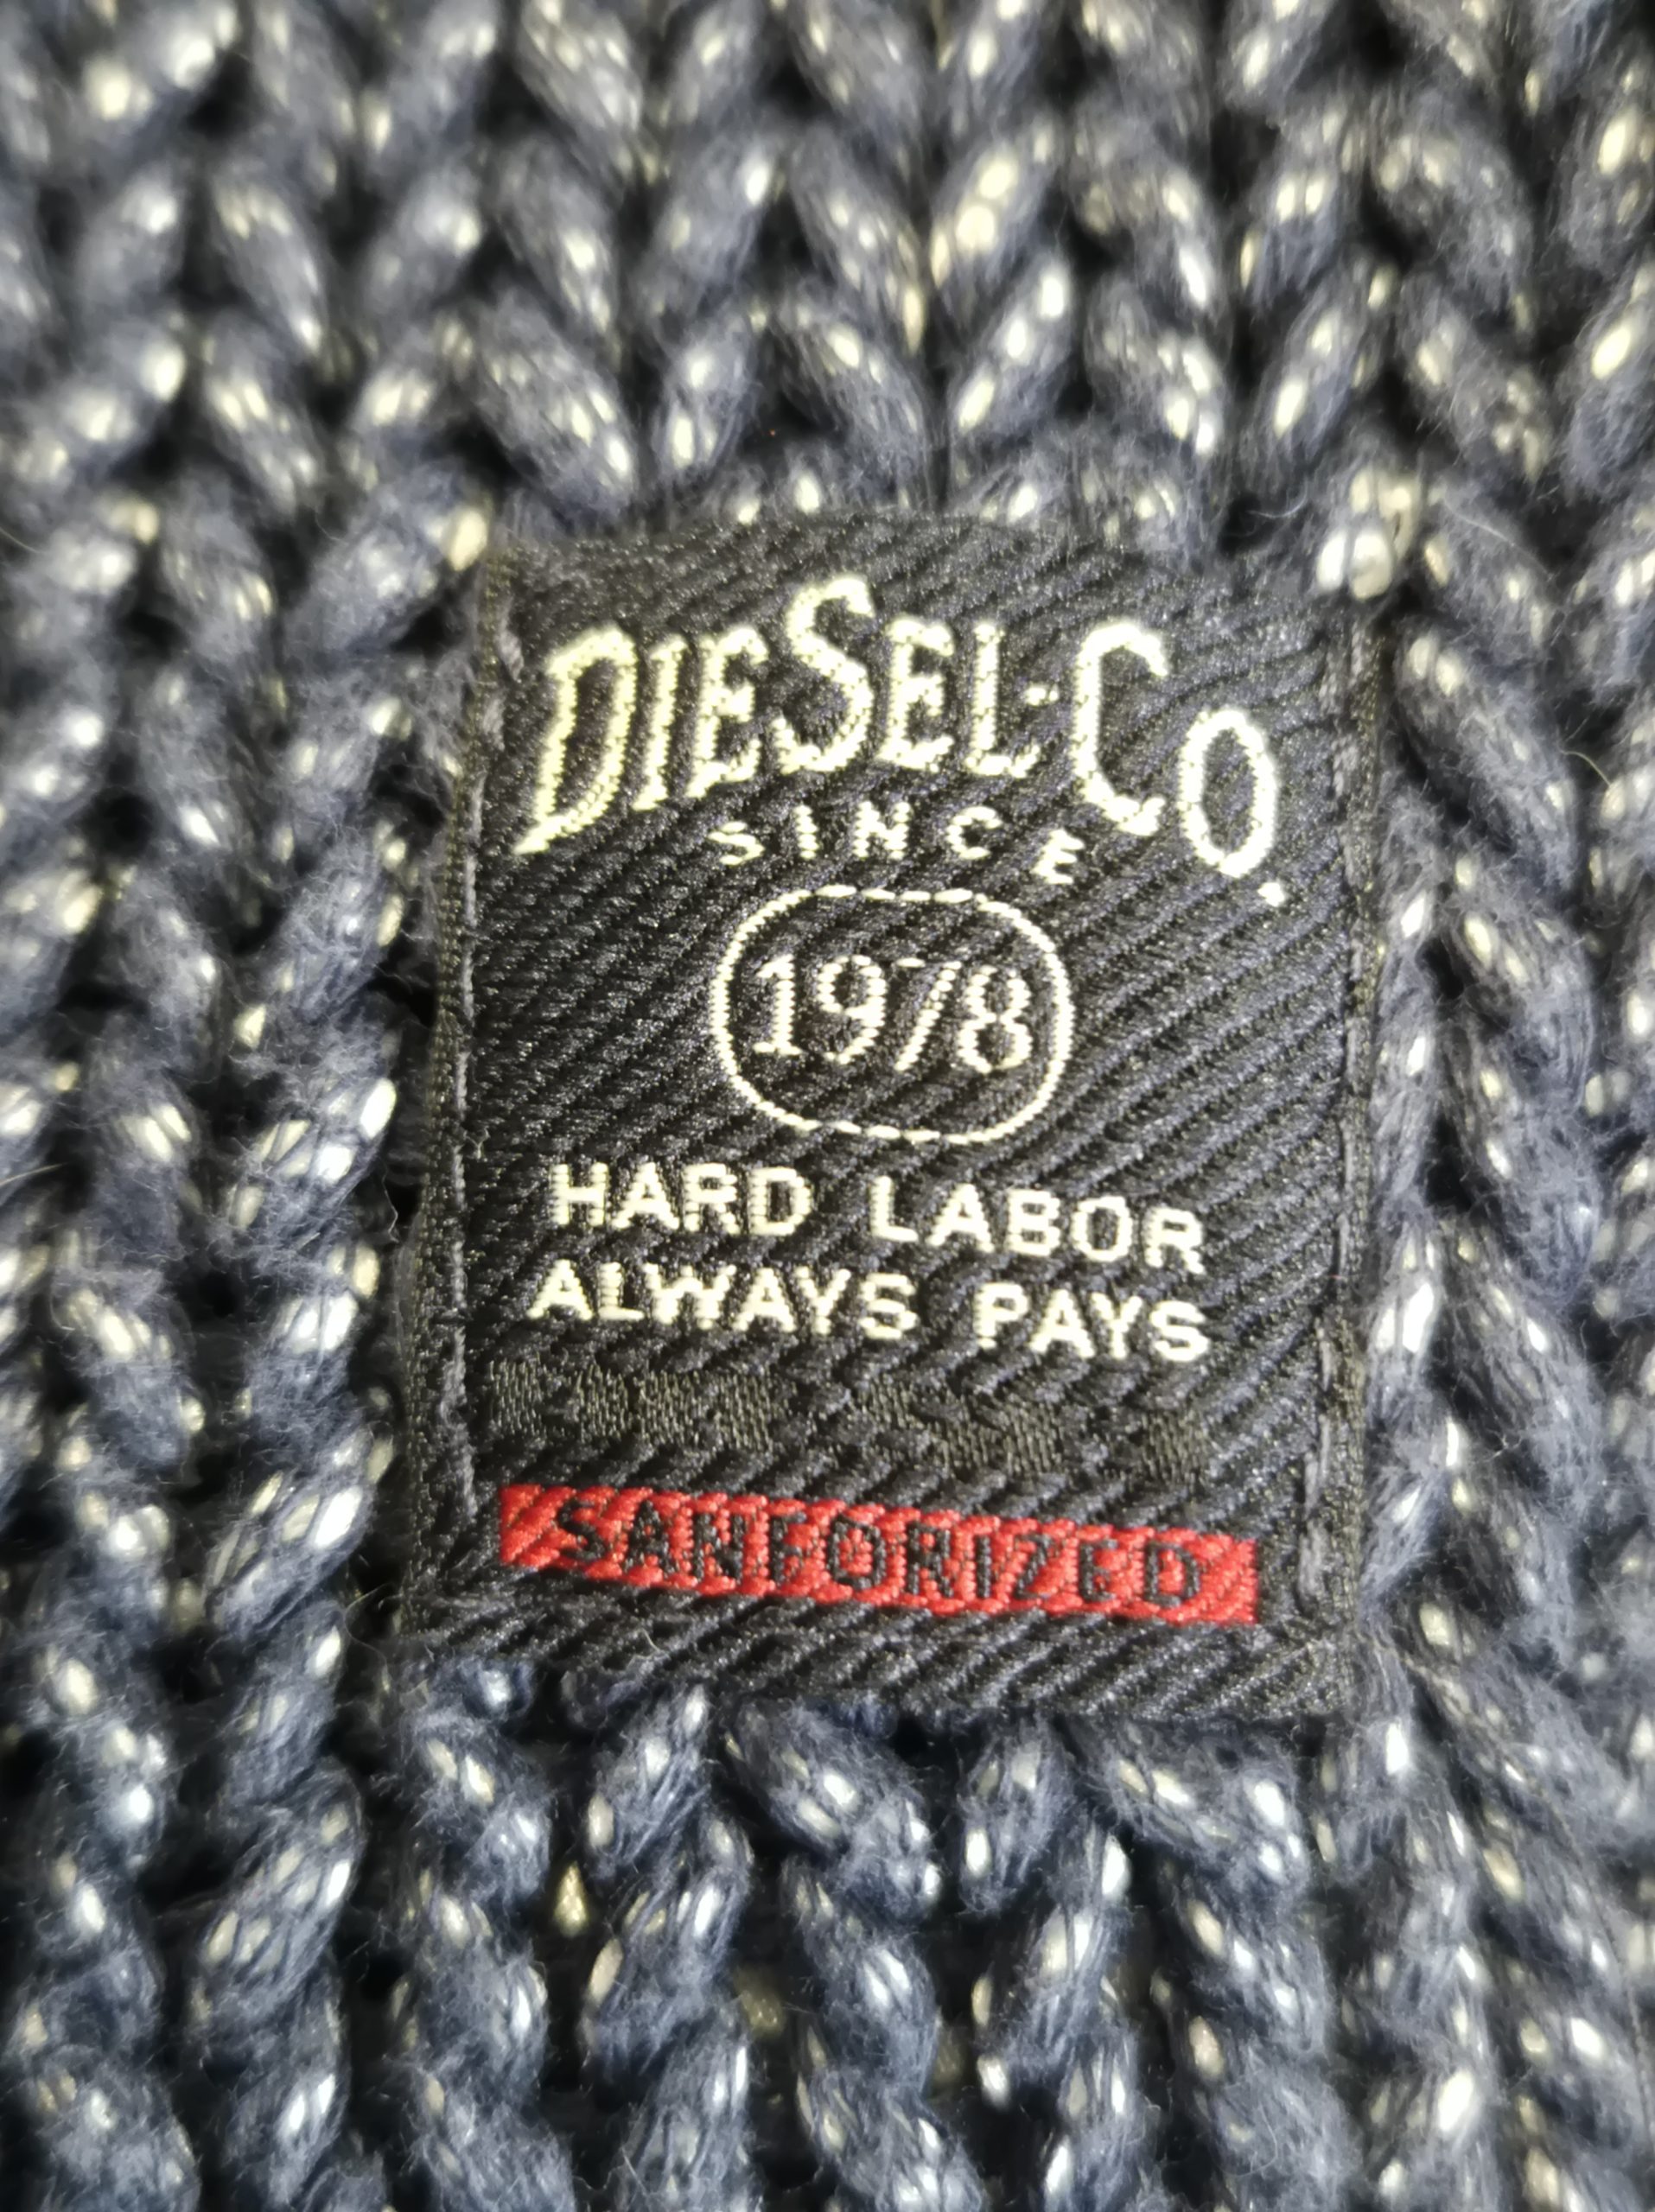 DIESEL-CO.
SINCE
1978
HARD LABOR
ALWAYS PAYS
SANFORIZED